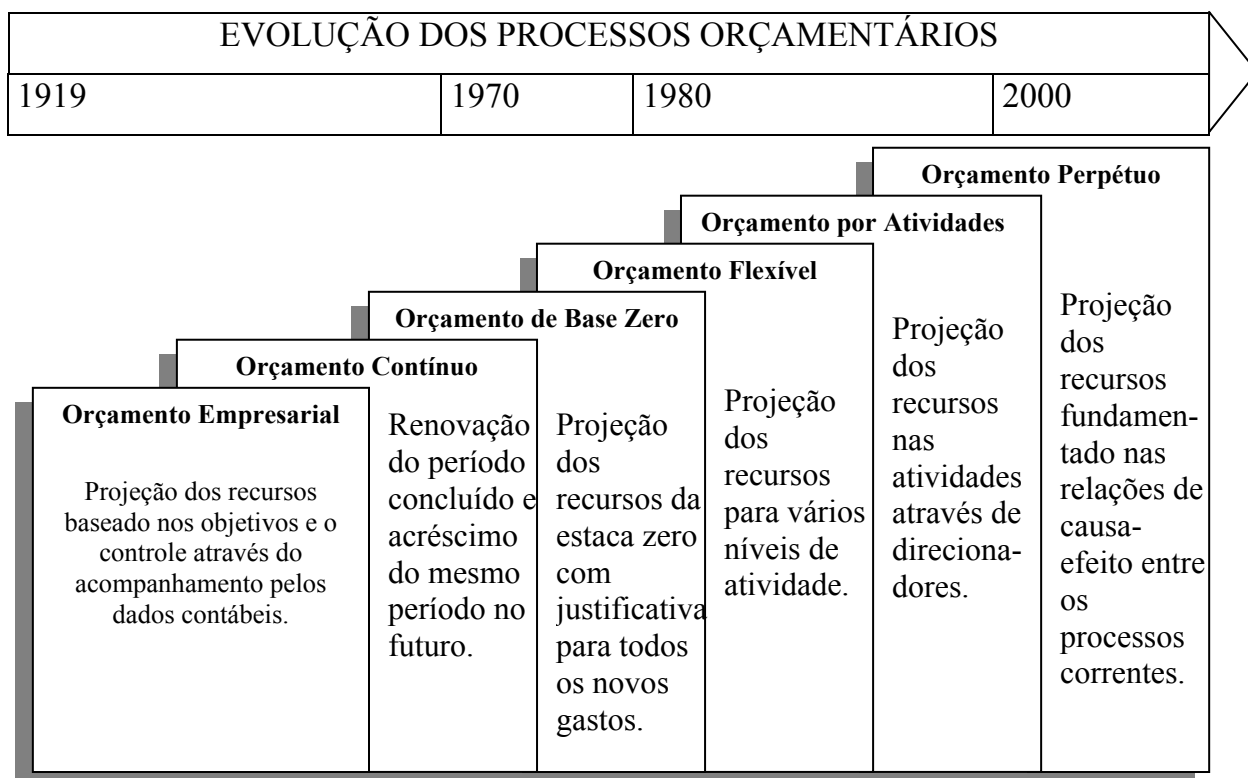 EVOLUÇÃO DOS PROCESSOS ORÇAMENTÁRIOS
1919 1970 1980 2000
Orçamento Empresarial
Projeção dos recursos
baseado nos objetivos e o
controle através do
acompanhamento pelos
dados contábeis.
Orçamento Contínuo
Renovação
do período
concluído e
acréscimo
do mesmo
período no
futuro.
Orçamento de Base Zero
Projeção
dos
recursos da
estaca zero
com
justificativa
para todos
os novos
gastos.
Orçamento Flexível
Projeção
dos
recursos
para vários
níveis de
atividade.
Orçamento por Atividades
Projeção
dos
recursos
nas
atividades
através de
direciona-
dores.
Orçamento Perpétuo
Projeção
dos
recursos
fundamen-
tado nas
relações de
causa-
efeito entre
os
processos
correntes.